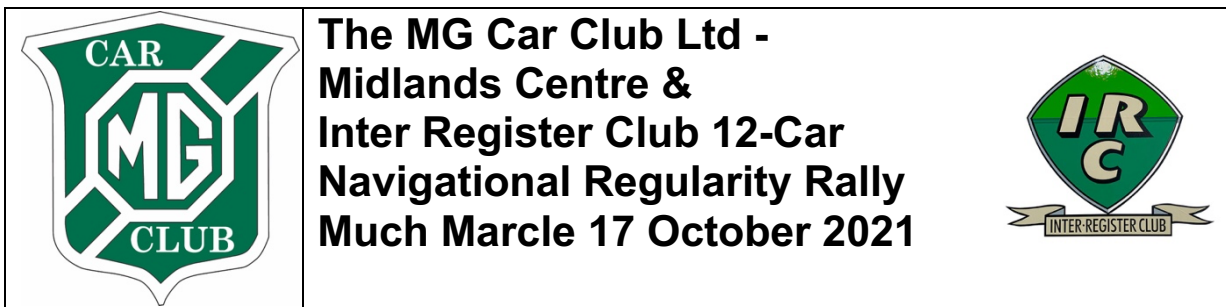 CAR
MG
CLUB
The MG Car Club Ltd -
Midlands Centre &
Inter Register Club 12-Car
Navigational Regularity Rally
Much Marcle 17 October 2021
IR
C
INTER-REGISTER CLUB